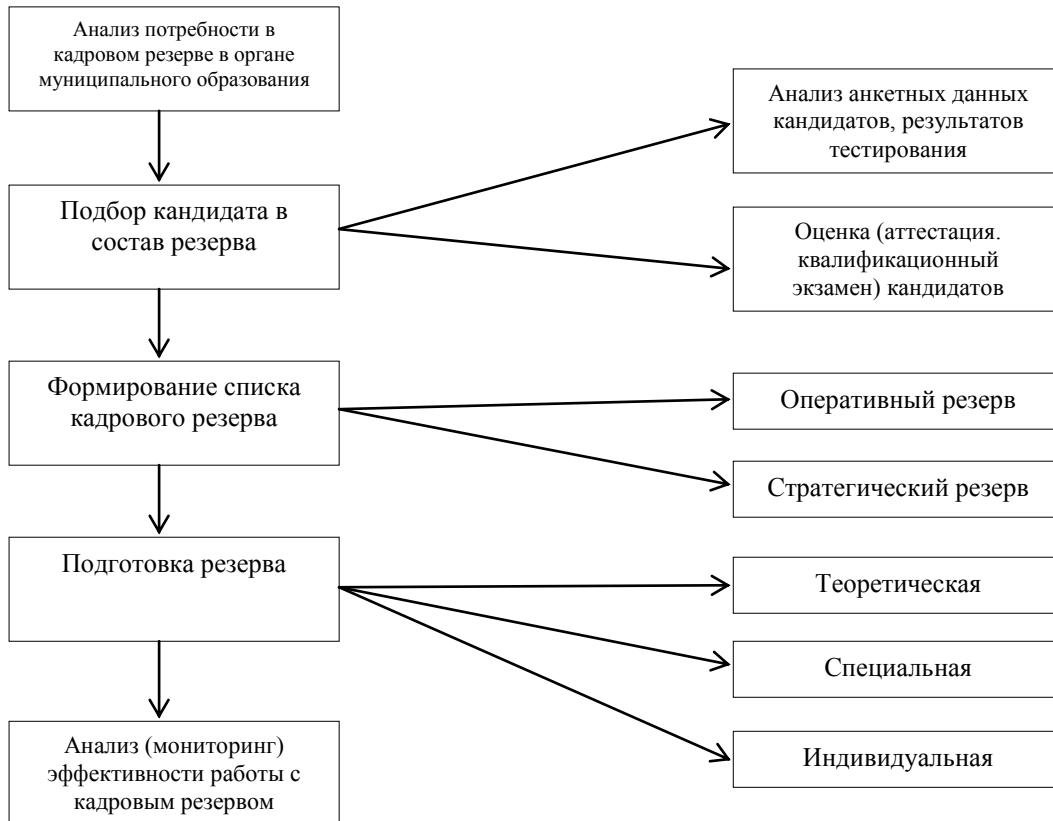 Анализ потребности в
кадровом резерве в органе
муниципального образования
Анализ анкетных данных
кандидатов, результатов
тестирования
Подбор кандидата в
состав резерва
Оценка (аттестация.
квалификационный
экзамен) кандидатов
Формирование списка
кадрового резерва
Оперативный резерв
Стратегический резерв
Подготовка резерва
Теоретическая
Специальная
Индивидуальная
Анализ (мониторинг)
эффективности работы с
кадровым резервом